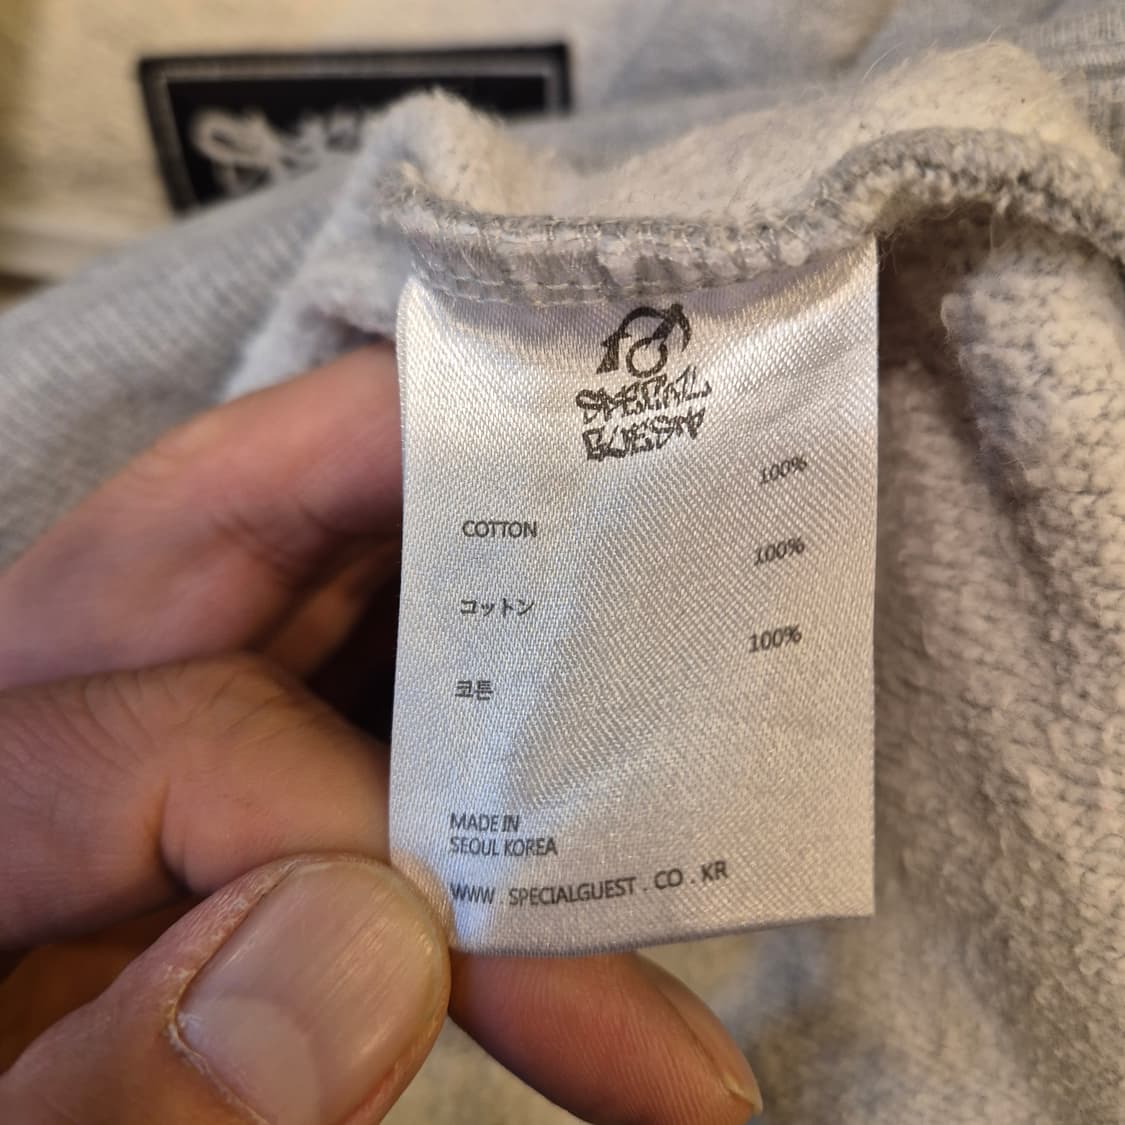 SPECIAL
GUEST
100%
COTTON
100%
コットン
100%
코튼
MADE IN
SEOUL KOREA
WWW SPECIALGUEST . CO . KR